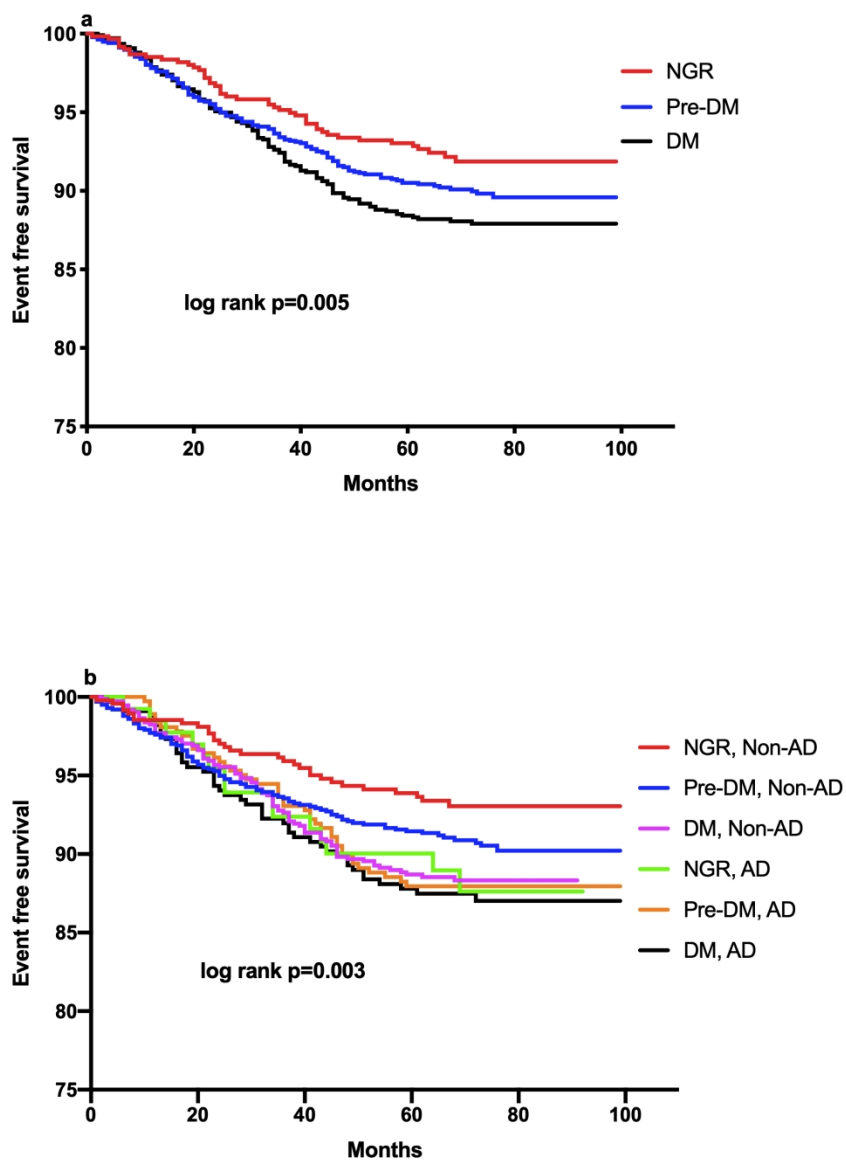 a
100
95
90
85
80
75
Event free survival
NGR
Pre-DM
DM
log rank p=0.005
0 20 40 60 80 100
Months
b
100
95
90
85
80
75
Event free survival
NGR, Non-AD
Pre-DM, Non-AD
DM, Non-AD
NGR, AD
Pre-DM, AD
DM, AD
log rank p=0.003
0 20 40 60 80 100
Months